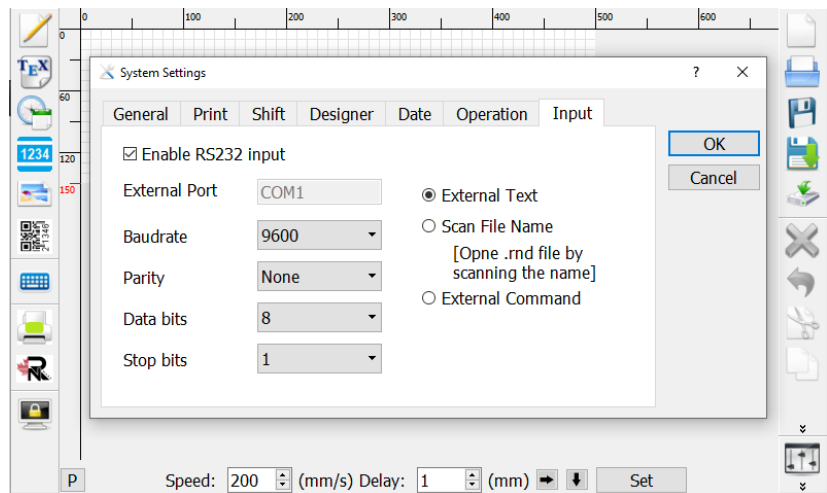 0 100 200 300 400 500 600
0
60
120
150
TEX
1234
System Settings ? ×
General Print Shift Designer Date Operation Input
Enable RS232 input
External Port COM1
Baudrate 9600
Parity None
Data bits 8
Stop bits 1
External Text
Scan File Name
[Opne .rnd file by
scanning the name]
External Command
OK
Cancel
P Speed: 200 (mm/s) Delay: 1 (mm) Set